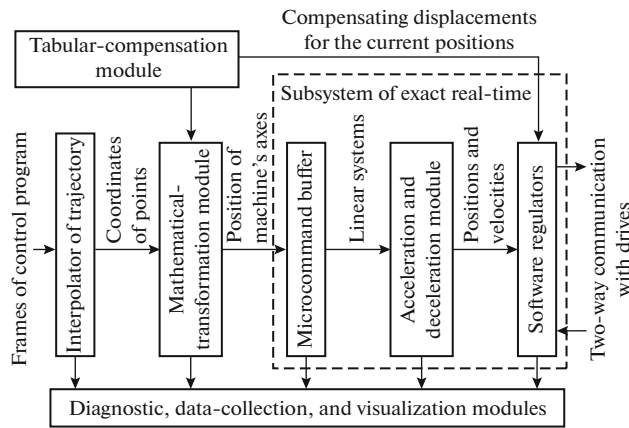 Compensating displacements
for the current positions
Tabular-compensation
module
Subsystem of exact real-time
Frames of control program
Interpolator of trajectory
Coordinates
of points
Mathematical-
transformation module
Position of
machine's axes
Microcommand buffer
Linear systems
Acceleration and
deceleration module
Positions and
velocities
Software regulators
Two-way communication
with drives
Diagnostic, data-collection, and visualization modules